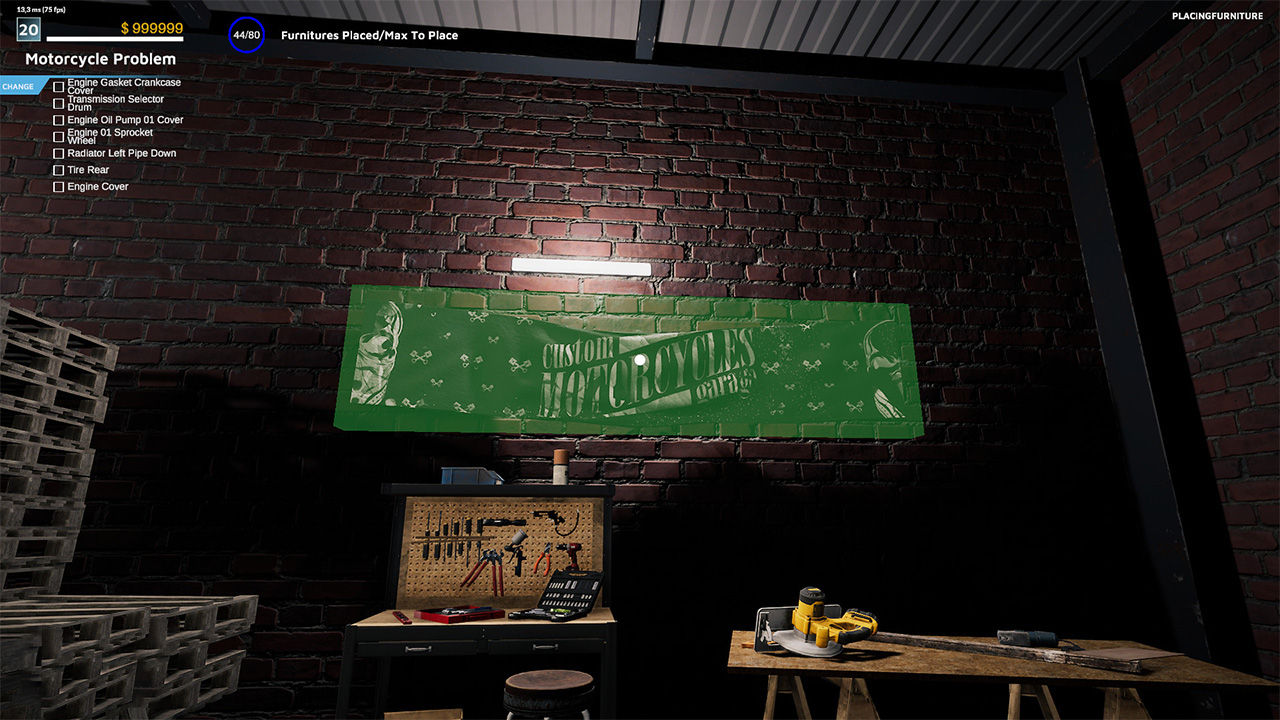 13,3 ms (75 fps)
20
$ 999999
44/80
Furnitures Placed/Max To Place
PLACINGFURNITURE
Motorcycle Problem
CHANGE
Engine Gasket Crankcase
Cover
Transmission Selector
Drum
Engine Oil Pump 01 Cover
Engine 01 Sprocket
Wheel
Radiator Left Pipe Down
Tire Rear
Engine Cover
custom
MOTORCYCLES
garage